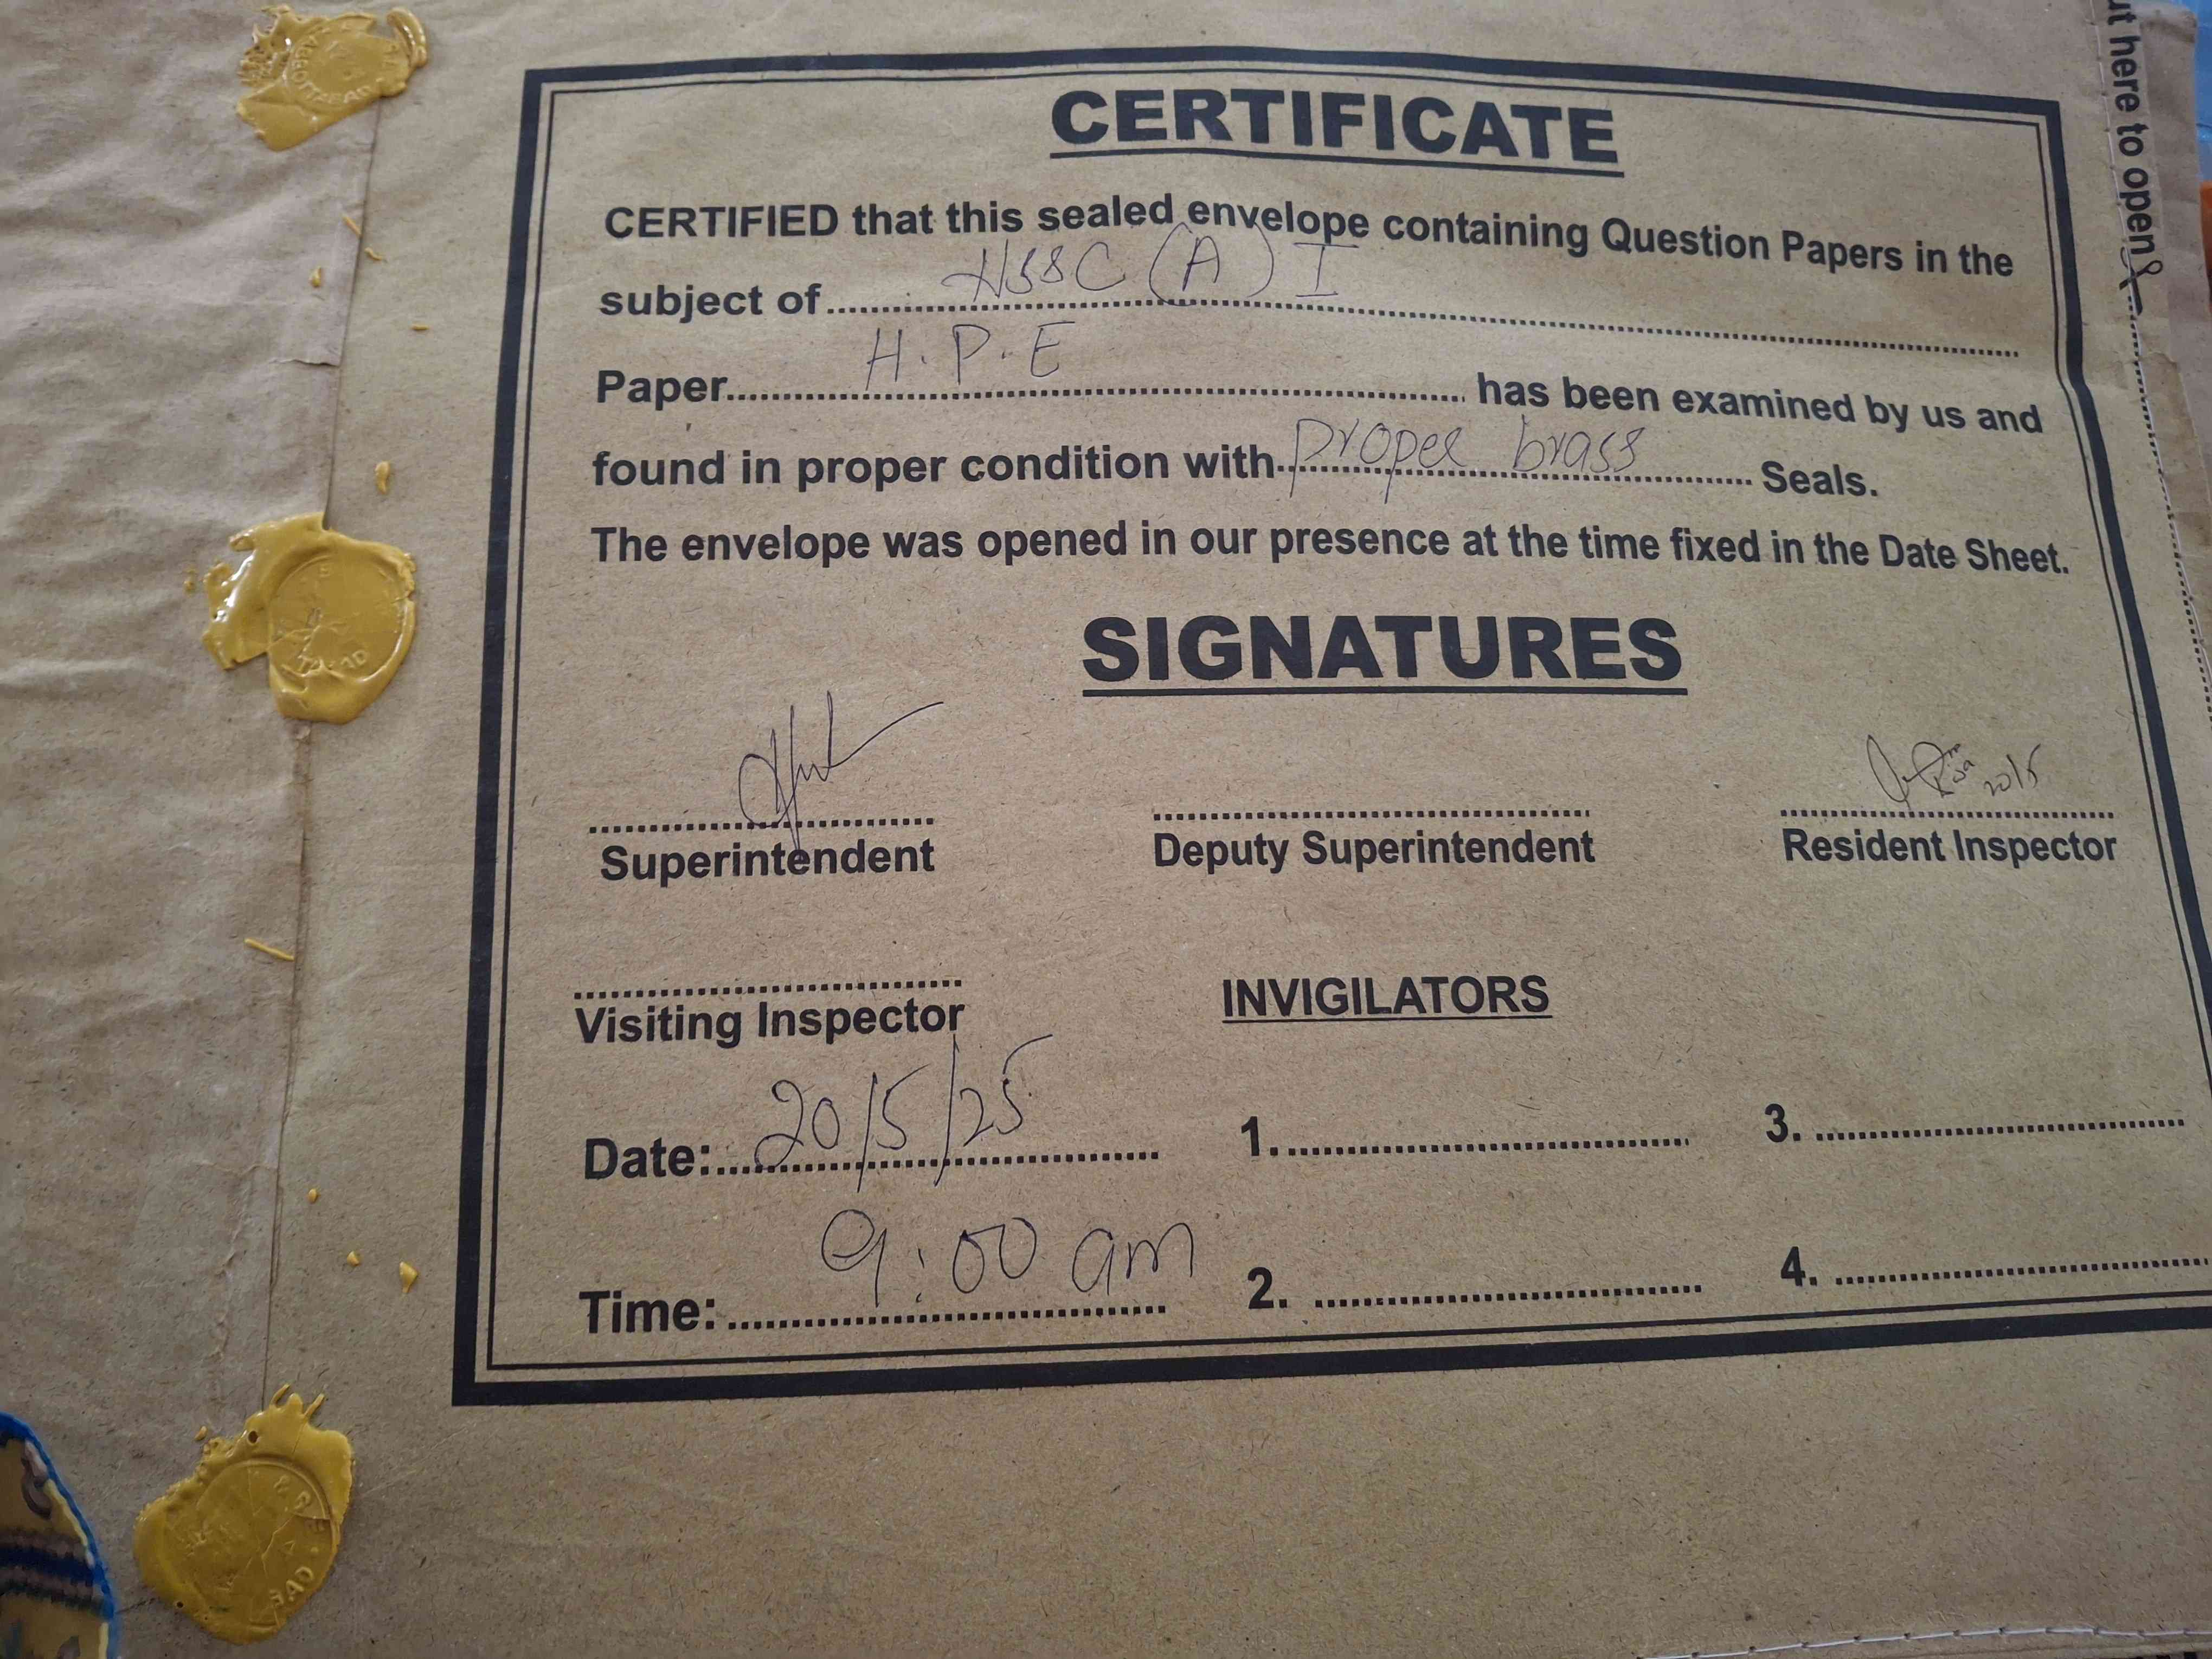 CERTIFICATE
CERTIFIED that this sealed envelope containing Question Papers in the
subject of HSSC (A) I
Paper H.P.E has been examined by us and
found in proper condition with proper brass Seals.
The envelope was opened in our presence at the time fixed in the Date Sheet.
SIGNATURES
20/5
Superintendent Deputy Superintendent Resident Inspector
Visiting Inspector INVIGILATORS
Date: 20/5/25 1. 3.
Time: 9:00 am 2. 4.
here to open